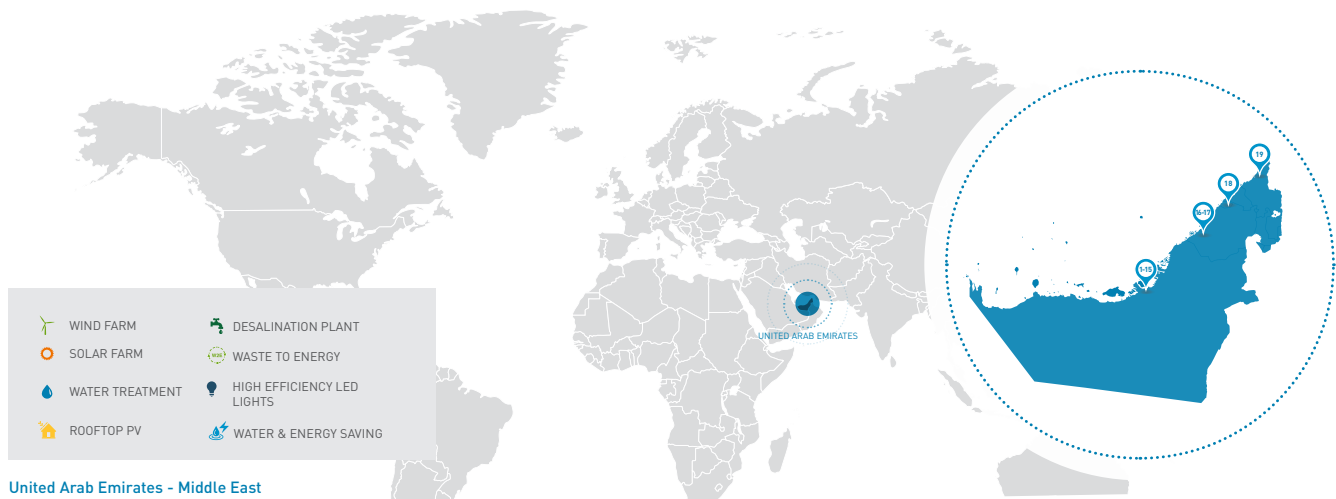 19
18
16-17
1-15
UNITED ARAB EMIRATES
WIND FARM
SOLAR FARM
WATER TREATMENT
ROOFTOP PV
DESALINATION PLANT
W2E
WASTE TO ENERGY
HIGH EFFICIENCY LED
LIGHTS
WATER & ENERGY SAVING
United Arab Emirates - Middle East